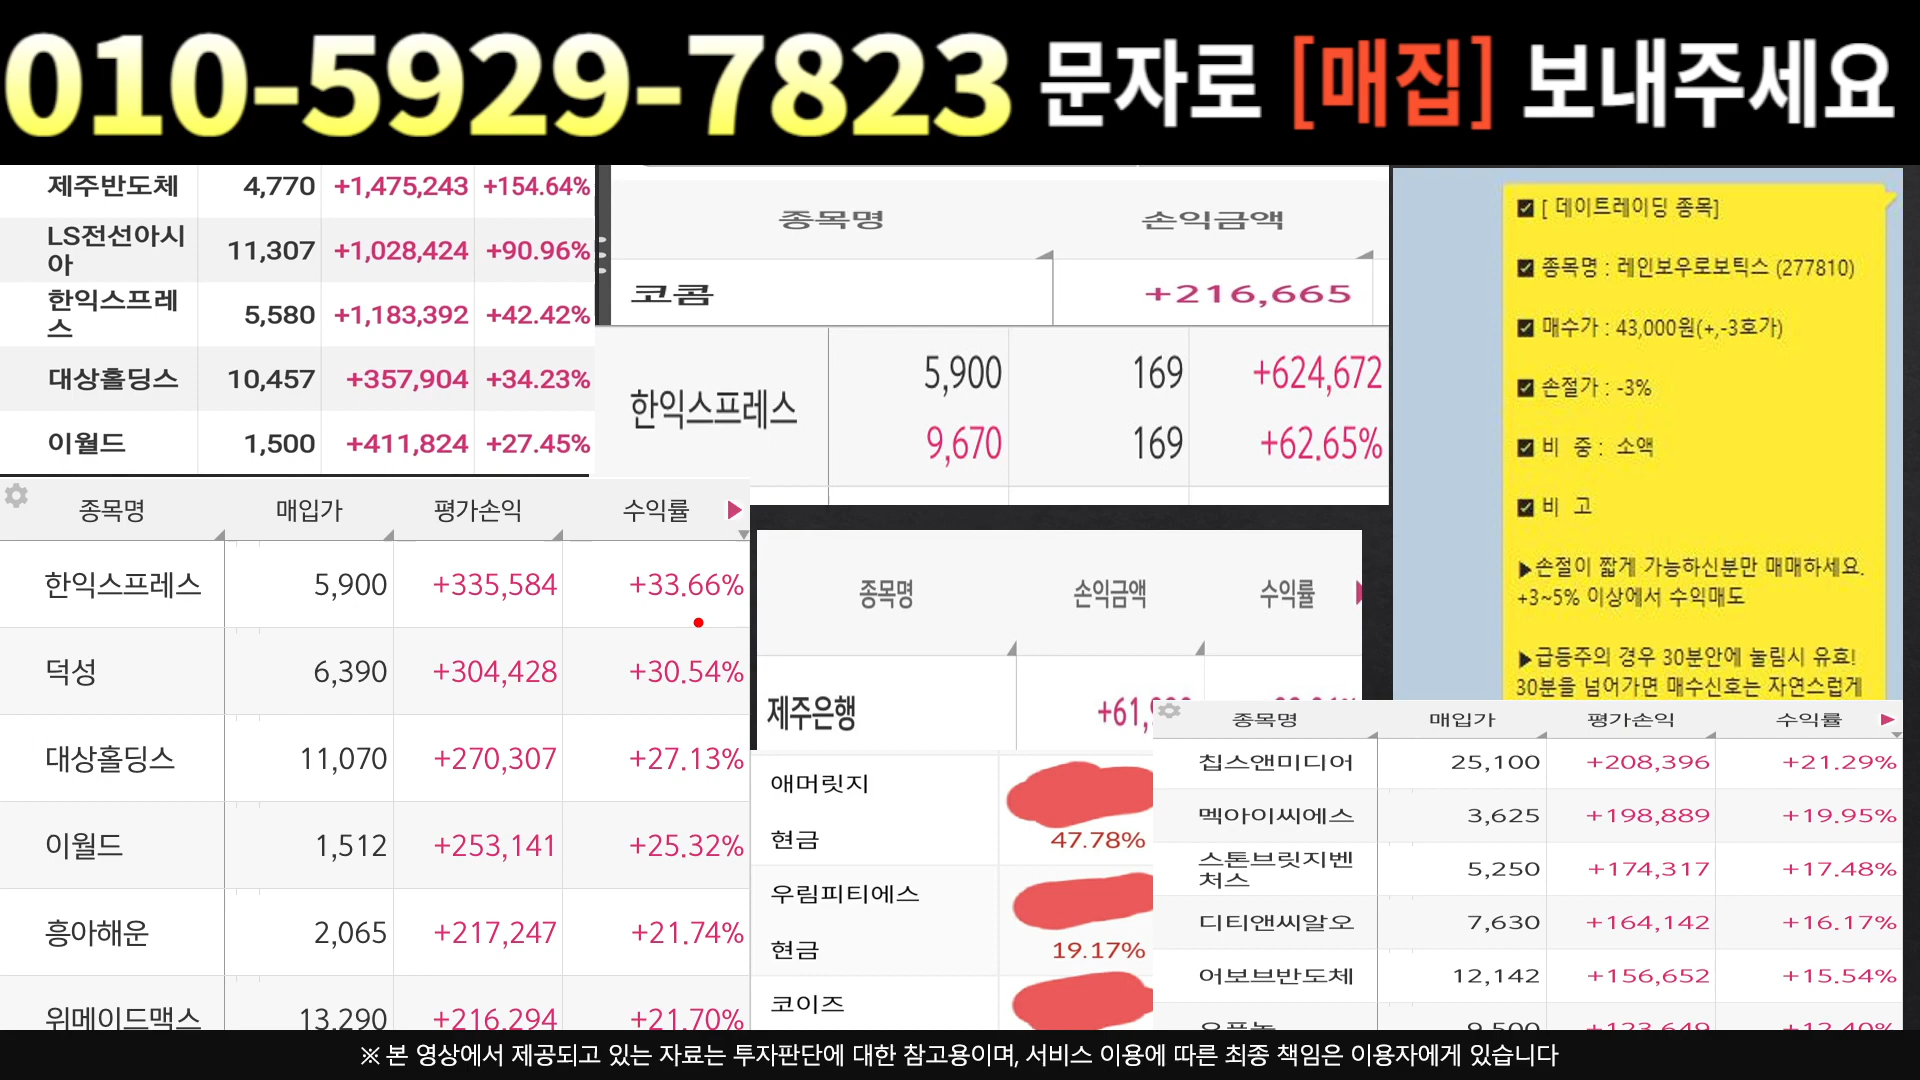 010-5929-7823 문자로 [매집] 보내주세요
제주반도체 4,770 +1,475,243 +154.64%
LS전선아시
아 11,307 +1,028,424 +90.96%
한익스프레
스 5,580 +1,183,392 +42.42%
대상홀딩스 10,457 +357,904 +34.23%
이월드 1,500 +411,824 +27.45%
종목명 손익금액
코콤 +216,665
한익스프레스 5,900 169 +624,672
9,670 169 +62.65%
☑ [ 데이트레이딩 종목]
☑ 종목명 : 레인보우로보틱스 (277810)
☑ 매수가 : 43,000원(+,-3호가)
☑ 손절가 : -3%
☑ 비 중 : 소액
☑ 비 고
▶손절이 짧게 가능하신분만 매매하세요.
+3~5% 이상에서 수익매도
▶급등주의 경우 30분안에 눌림시 유효!
30분을 넘어가면 매수신호는 자연스럽게
종목명 매입가 평가손익 수익률
한익스프레스 5,900 +335,584 +33.66%
덕성 6,390 +304,428 +30.54%
대상홀딩스 11,070 +270,307 +27.13%
이월드 1,512 +253,141 +25.32%
흥아해운 2,065 +217,247 +21.74%
위메이드맥스 13,290 +216,294 +21.70%
종목명 손익금액 수익률
제주은행 +61,
애머릿지
현금 47.78%
우림피티에스
현금 19.17%
코이즈
종목명 매입가 평가손익 수익률
칩스앤미디어 25,100 +208,396 +21.29%
멕아이씨에스 3,625 +198,889 +19.95%
스톤브릿지벤
처스 5,250 +174,317 +17.48%
디티앤씨알오 7,630 +164,142 +16.17%
어보브반도체 12,142 +156,652 +15.54%
※ 본 영상에서 제공되고 있는 자료는 투자판단에 대한 참고용이며, 서비스 이용에 따른 최종 책임은 이용자에게 있습니다